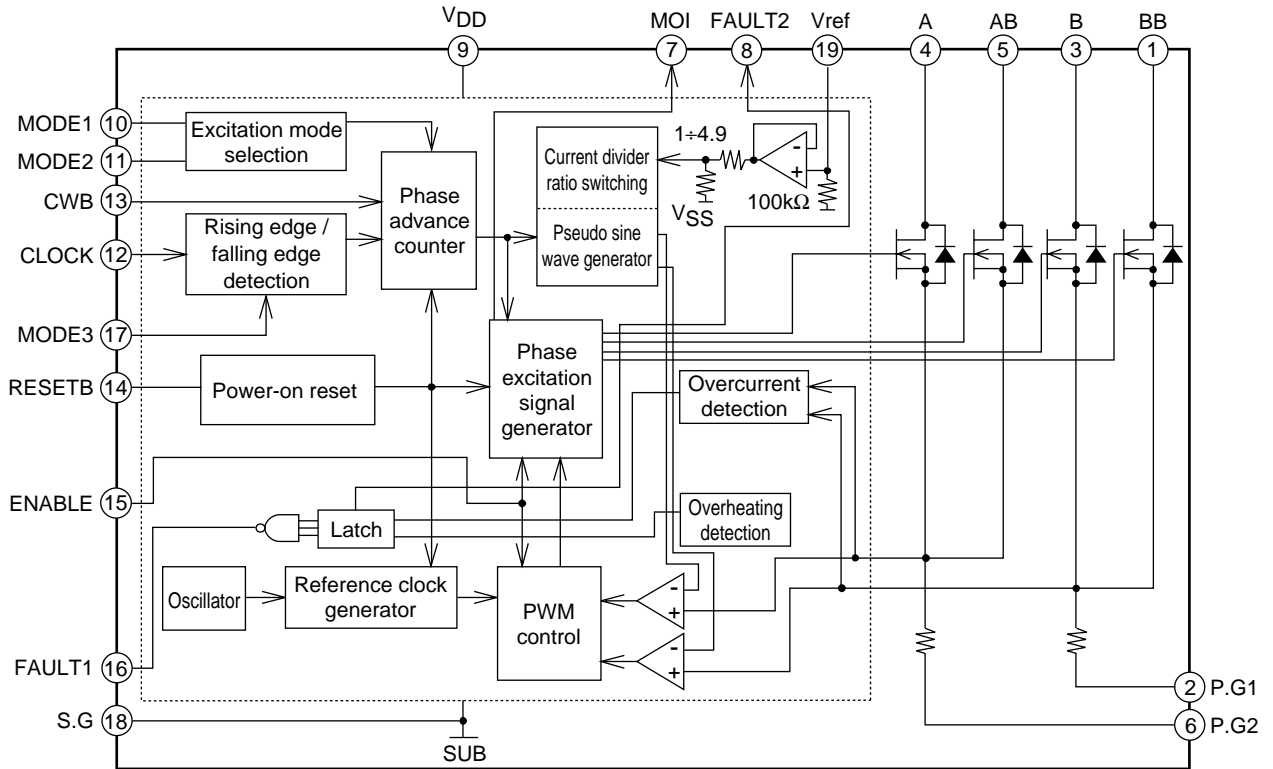 VDD
MOI
FAULT2
Vref
A
AB
B
BB
9
7
8
19
4
5
3
1
MODE1 10
MODE2 11
CWB 13
CLOCK 12
MODE3 17
RESETB 14
ENABLE 15
FAULT1 16
S.G 18
Excitation mode
selection
Phase
advance
counter
Rising edge /
falling edge
detection
Power-on reset
Current divider
ratio switching
Pseudo sine
wave generator
1÷4.9
-
+
100kΩ
VSS
Phase
excitation
signal
generator
Overcurrent
detection
Overheating
detection
Latch
Oscillator
Reference clock
generator
PWM
control
-
+
-
+
2 P.G1
6 P.G2
SUB